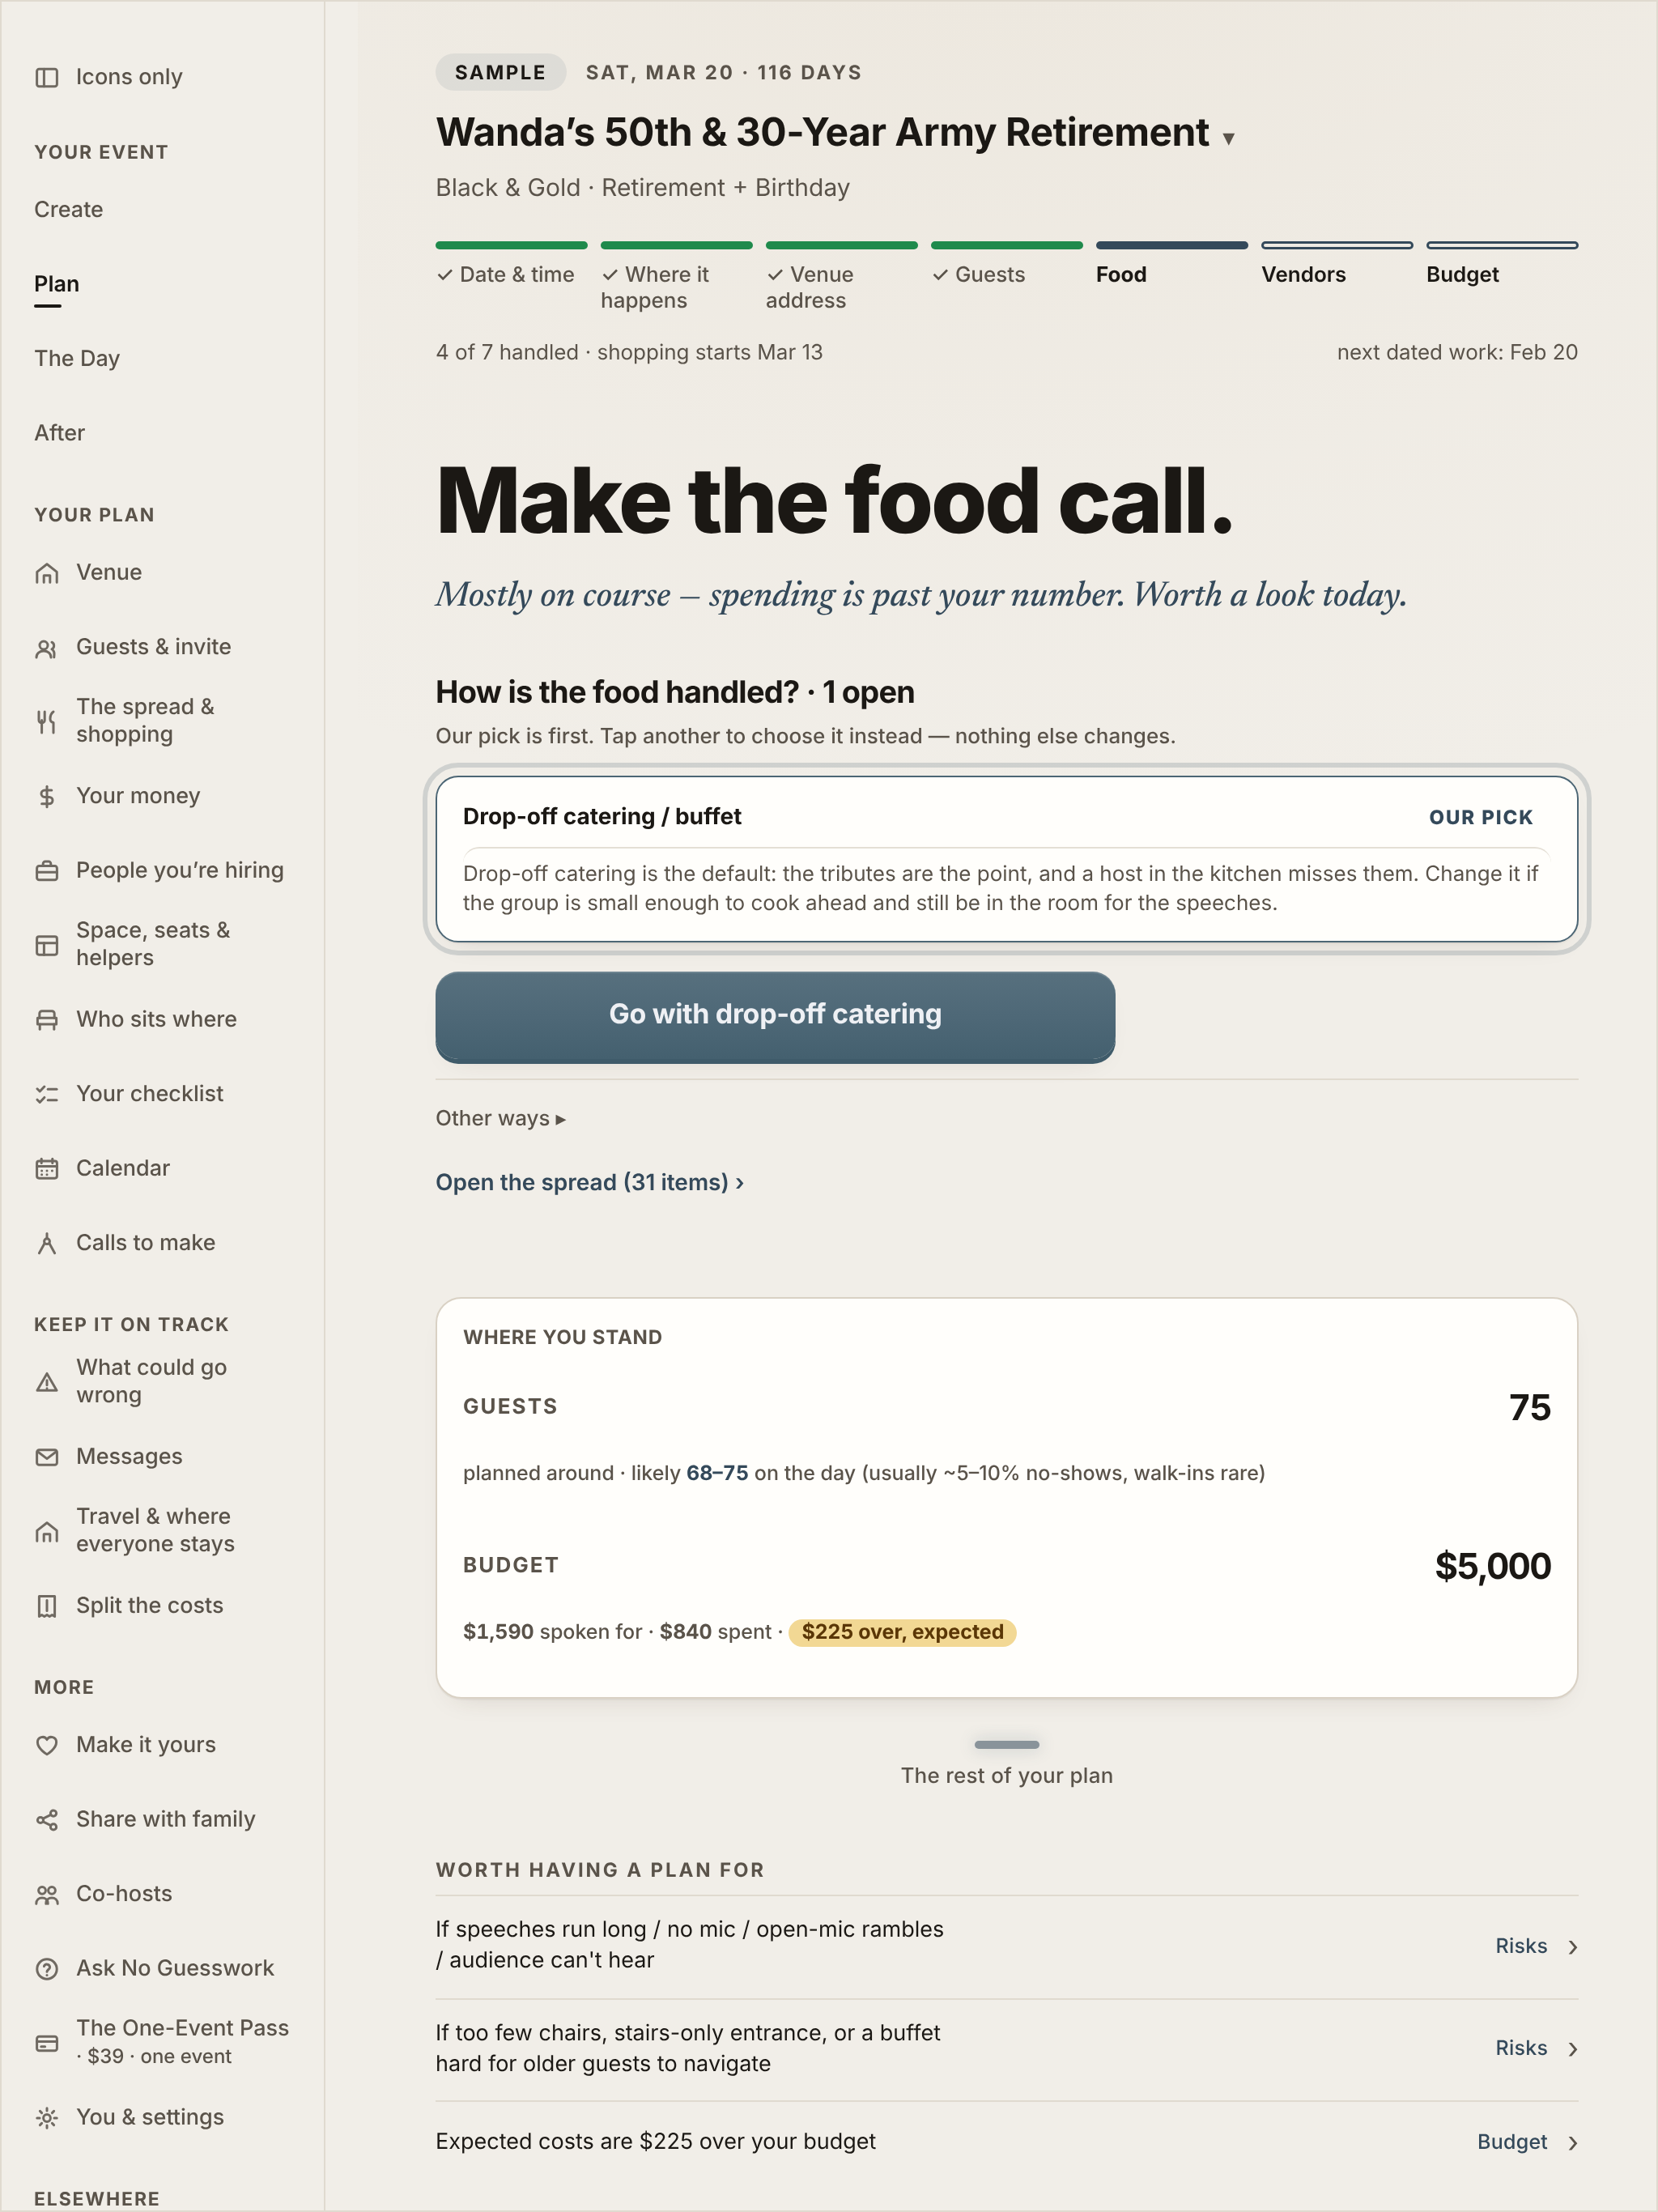 Icons only
YOUR EVENT
Create
Plan
The Day
After
YOUR PLAN
Venue
Guests & invite
The spread &
shopping
Your money
People you’re hiring
Space, seats &
helpers
Who sits where
Your checklist
Calendar
Calls to make
KEEP IT ON TRACK
What could go
wrong
Messages
Travel & where
everyone stays
Split the costs
MORE
Make it yours
Share with family
Co-hosts
Ask No Guesswork
The One-Event Pass
· $39 · one event
You & settings
ELSEWHERE
SAMPLE SAT, MAR 20 · 116 DAYS
Wanda’s 50th & 30-Year Army Retirement ▾
Black & Gold · Retirement + Birthday
✓ Date & time
✓ Where it
happens
✓ Venue
address
✓ Guests
Food
Vendors
Budget
4 of 7 handled · shopping starts Mar 13
next dated work: Feb 20
Make the food call.
Mostly on course – spending is past your number. Worth a look today.
How is the food handled? · 1 open
Our pick is first. Tap another to choose it instead — nothing else changes.
Drop-off catering / buffet
OUR PICK
Drop-off catering is the default: the tributes are the point, and a host in the kitchen misses them. Change it if
the group is small enough to cook ahead and still be in the room for the speeches.
Go with drop-off catering
Other ways ▸
Open the spread (31 items) ›
WHERE YOU STAND
GUESTS
75
planned around · likely 68–75 on the day (usually ~5–10% no-shows, walk-ins rare)
BUDGET
$5,000
$1,590 spoken for · $840 spent · $225 over, expected
The rest of your plan
WORTH HAVING A PLAN FOR
If speeches run long / no mic / open-mic rambles
/ audience can't hear
Risks ›
If too few chairs, stairs-only entrance, or a buffet
hard for older guests to navigate
Risks ›
Expected costs are $225 over your budget
Budget ›